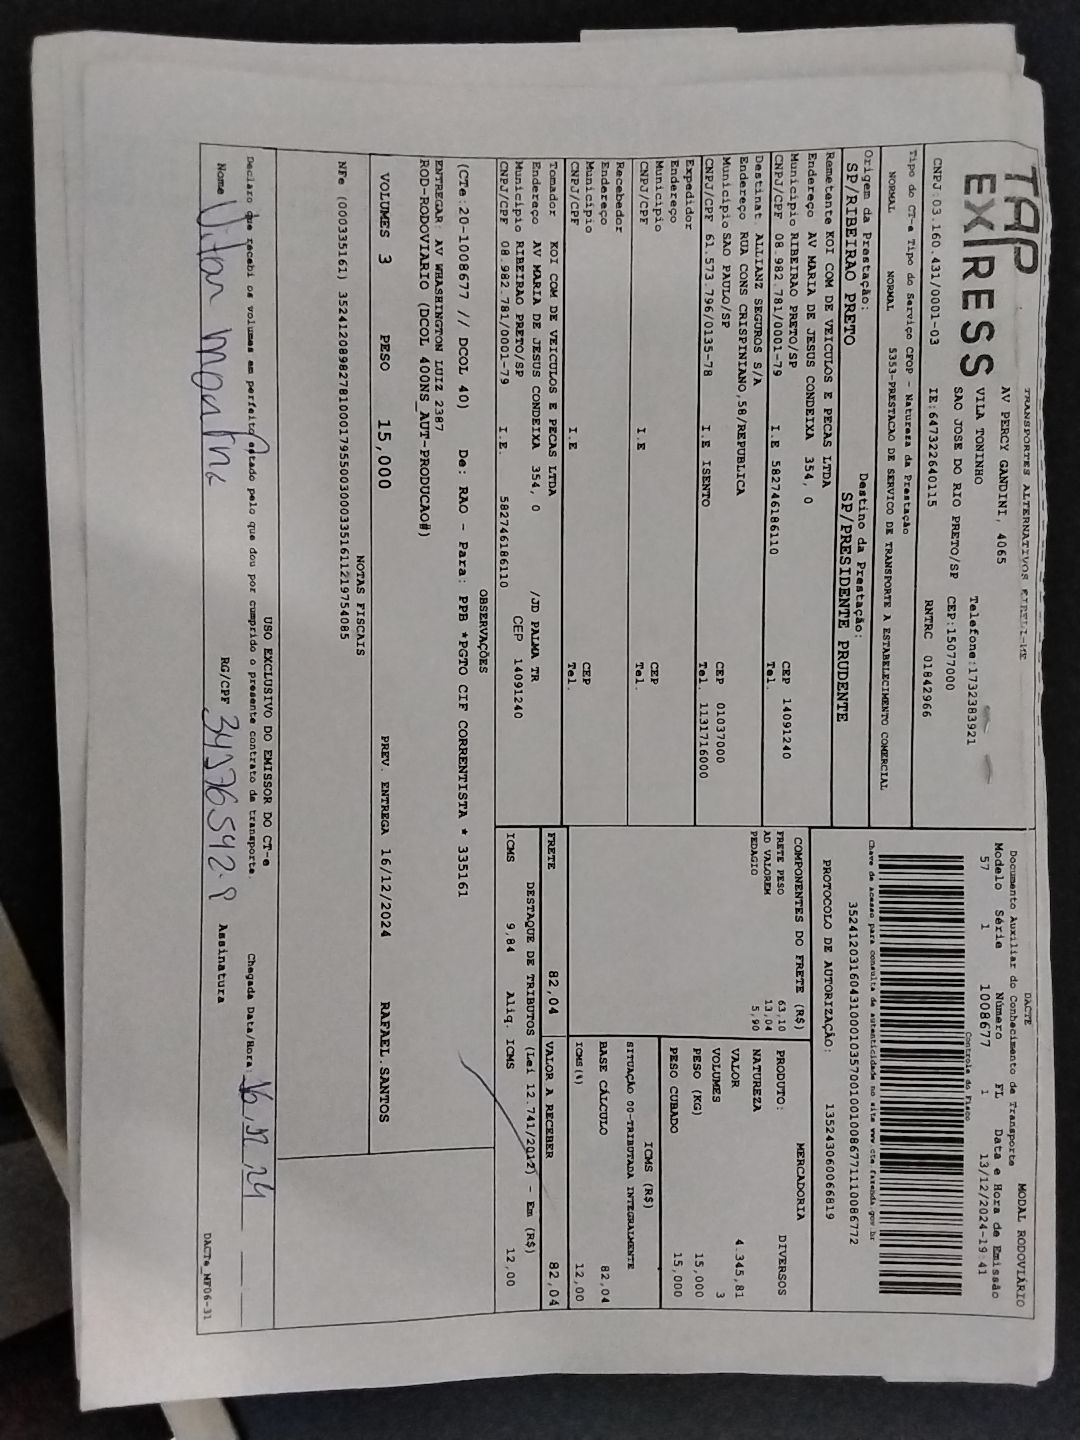 TAP
EXPRESS
TRANSPORTES ALTERNATIVOS EIRELI-ME
AV PERCY GANDINI, 4065
VILA TONINHO Telefone:1732383921
SAO JOSE DO RIO PRETO/SP CEP:15077000
CNPJ:03.160.431/0001-03 IE:647322640115 RNTRC 01842966
Tipo do CT-e Tipo do Serviço CFOP - Natureza da Prestação
NORMAL NORMAL 5353-PRESTACAO DE SERVICO DE TRANSPORTE A ESTABELECIMENTO COMERCIAL
Origem da Prestação: Destino da Prestação:
SP/RIBEIRAO PRETO SP/PRESIDENTE PRUDENTE
Remetente KOI COM DE VEICULOS E PECAS LTDA
Endereço AV MARIA DE JESUS CONDEIXA 354, 0
Municipio RIBEIRAO PRETO/SP CEP 14091240
CNPJ/CPF 08.982.781/0001-79 I.E 582746186110 Tel.
Destinat ALLIANZ SEGUROS S/A
Endereço RUA CONS CRISPINIANO,58/REPUBLICA
Municipio SAO PAULO/SP CEP 01037000
CNPJ/CPF 61.573.796/0135-78 I.E ISENTO Tel. 1131716000
Expedidor
Endereço
Municipio CEP
CNPJ/CPF I.E Tel.
Recebedor
Endereço
Municipio CEP
CNPJ/CPF I.E Tel.
Tomador KOI COM DE VEICULOS E PECAS LTDA
Endereço AV MARIA DE JESUS CONDEIXA 354, 0 /JD PALMA TR
Municipio RIBEIRAO PRETO/SP CEP 14091240
CNPJ/CPF 08.982.781/0001-79 I.E. 582746186110
DACTE MODAL RODOVIÁRIO
Documento Auxiliar do Conhecimento de Transporte
Modelo Série Número FL Data e Hora de Emissão
57 1 1008677 1 13/12/2024-19:41
Controle do Fisco
Chave de acesso para consulta de autenticidade no site www.cte.fazenda.gov.br
35241203160431000103570010010086771110086772
PROTOCOLO DE AUTORIZAÇÃO: 135243060066819
COMPONENTES DO FRETE (R$)
FRETE PESO 63,10
AD VALOREM 13,04
PEDAGIO 5,90
MERCADORIA
PRODUTO: DIVERSOS
NATUREZA
VALOR 4.345,81
VOLUMES 3
PESO (KG) 15,000
PESO CUBADO 15,000
ICMS (R$)
SITUAÇÃO 00-TRIBUTADA INTEGRALMENTE
BASE CÁLCULO 82,04
ICMS(%) 12,00
FRETE 82,04 VALOR A RECEBER 82,04
DESTAQUE DE TRIBUTOS (Lei 12.741/2012) - Em (R$)
ICMS 9,84 Aliq. ICMS 12,00
OBSERVAÇÕES
(CTe:20-1008677 // DCOL 40) De: RAO - Para: PPB *PGTO CIF CORRENTISTA * 335161
ENTREGAR: AV WHASHINGTON LUIZ 2387
ROD-RODOVIARIO (DCOL 400NS_AUT-PRODUCAO#)
VOLUMES 3 PESO 15,000 PREV. ENTREGA 16/12/2024 RAFAEL.SANTOS
NOTAS FISCAIS
NFe (000335161) 35241208982781000179550030003351611219754085
USO EXCLUSIVO DO EMISSOR DO CT-e
Declaro que recebi os volumes em perfeito estado pelo que dou por cumprido o presente contrato de transporte. Chegada Data/Hora: 16.12.24
Nome RG/CPF 349765542-9 Assinatura
DACTe_MF06-31